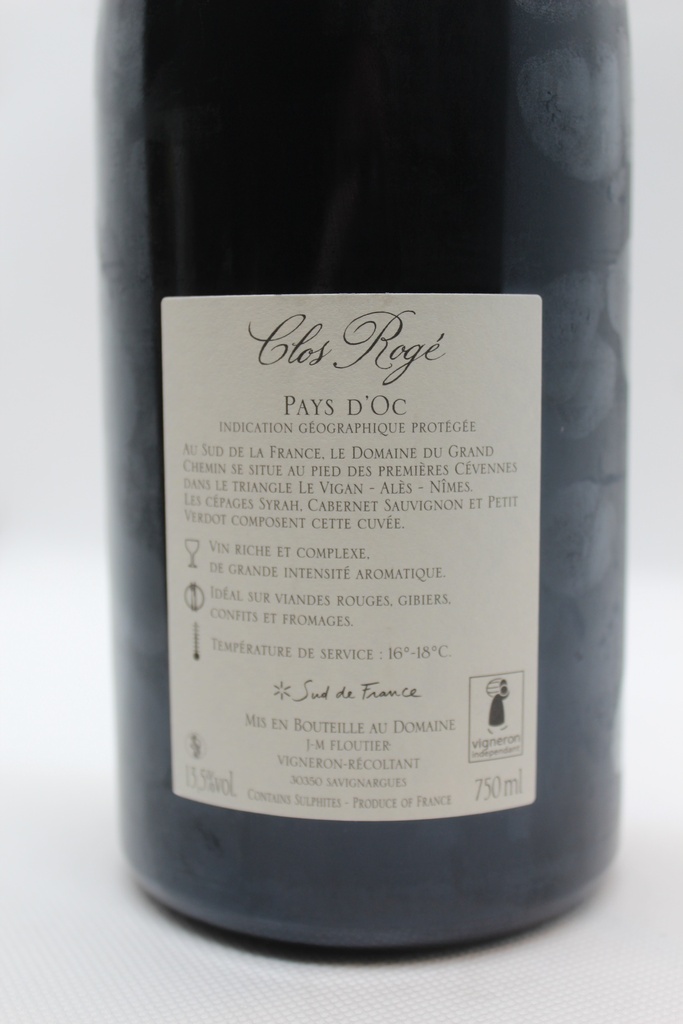 Clos Rogé
PAYS D'OC
INDICATION GÉOGRAPHIQUE PROTÉGÉE
AU SUD DE LA FRANCE, LE DOMAINE DU GRAND
CHEMIN SE SITUE AU PIED DES PREMIÈRES CÉVENNES
DANS LE TRIANGLE LE VIGAN - ALÈS - NÎMES.
LES CÉPAGES SYRAH, CABERNET SAUVIGNON ET PETIT
VERDOT COMPOSENT CETTE CUVÉE.
VIN RICHE ET COMPLEXE,
DE GRANDE INTENSITÉ AROMATIQUE.
IDÉAL SUR VIANDES ROUGES, GIBIERS,
CONFITS ET FROMAGES.
TEMPÉRATURE DE SERVICE : 16°-18°C.
Sud de France
MIS EN BOUTEILLE AU DOMAINE
J-M FLOUTIER
VIGNERON-RÉCOLTANT
30350 SAVIGNARGUES
vigneron
indépendant
13,5%vol.
CONTAINS SULPHITES - PRODUCE OF FRANCE
750 ml